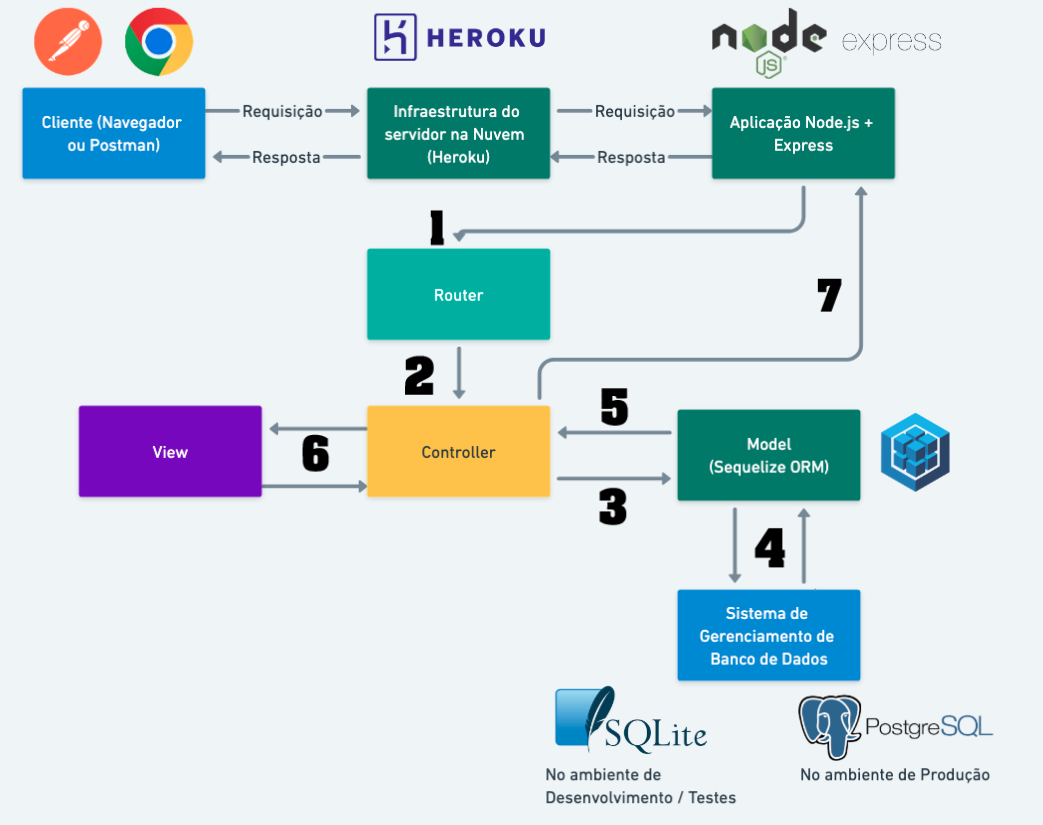 HEROKU
node
JS
express
Cliente (Navegador
ou Postman)
Requisição
Resposta
Infraestrutura do
servidor na Nuvem
(Heroku)
Requisição
Resposta
Aplicação Node.js +
Express
1
Router
7
2
View
6
Controller
5
3
Model
(Sequelize ORM)
4
Sistema de
Gerenciamento de
Banco de Dados
SQLite
No ambiente de
Desenvolvimento / Testes
PostgreSQL
No ambiente de Produção